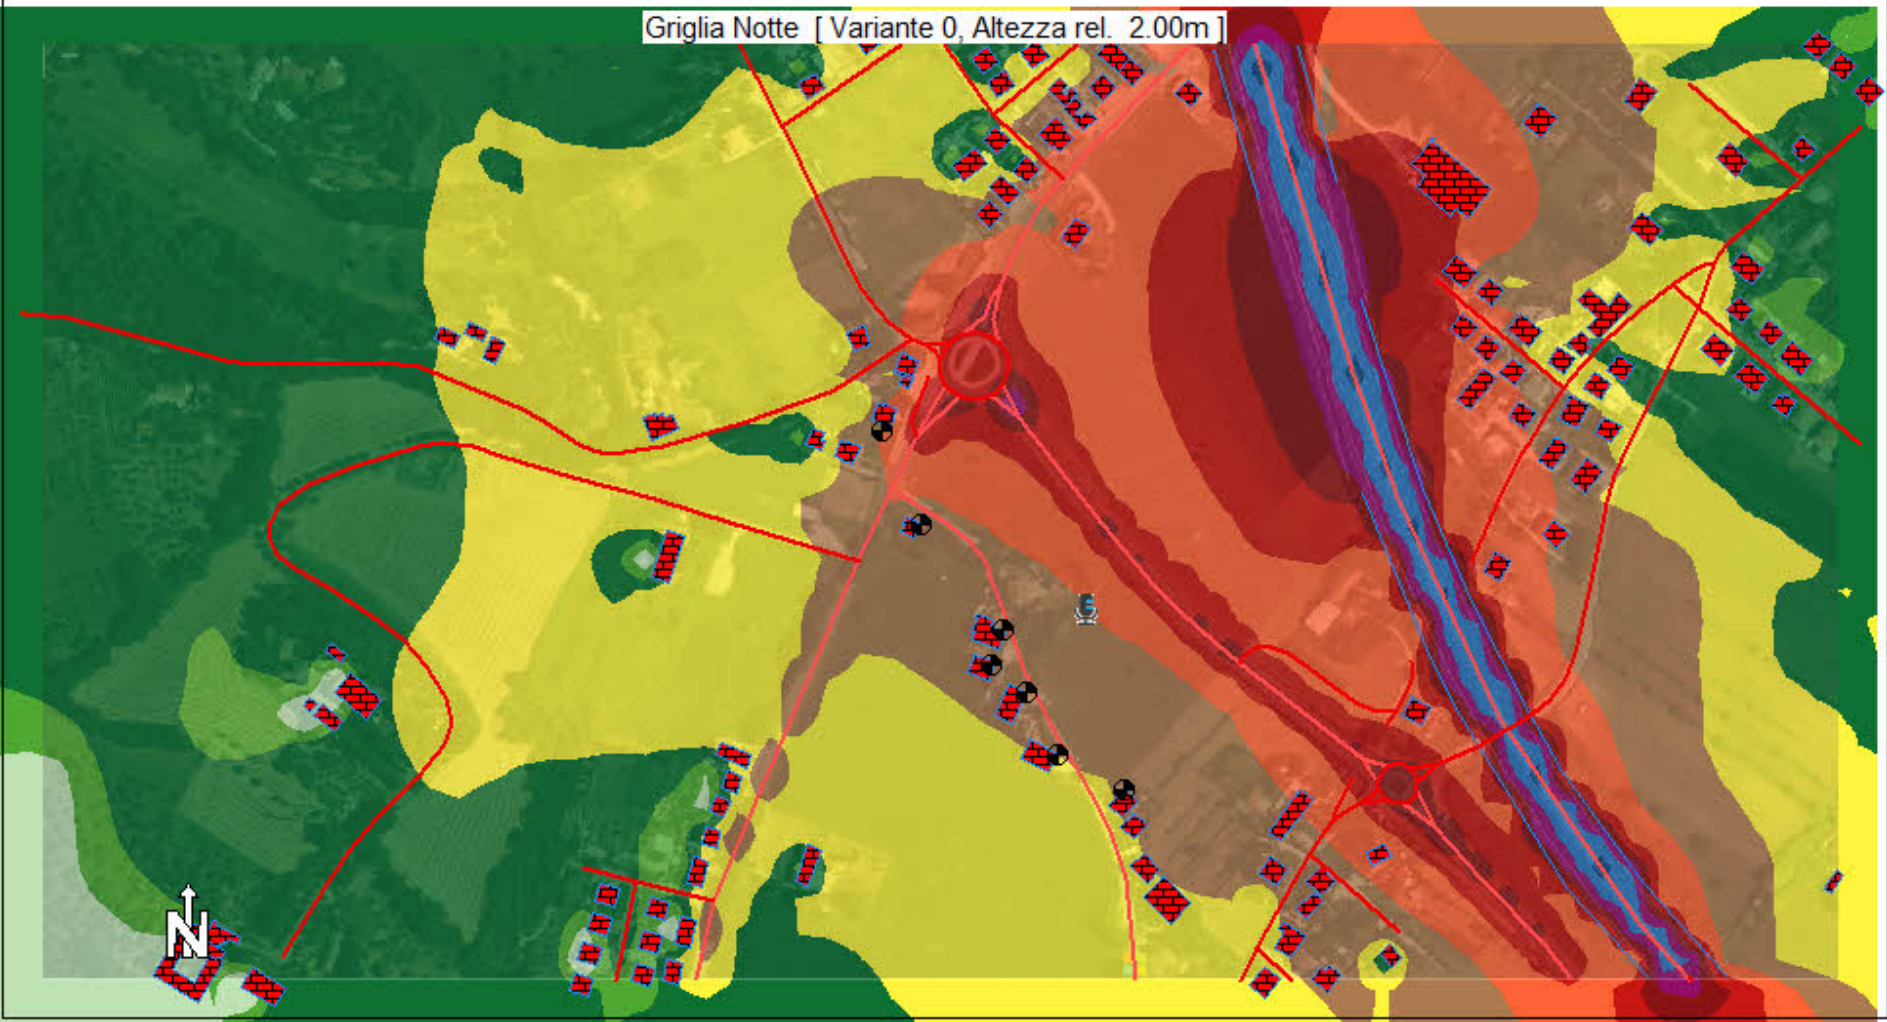 Griglia Notte [ Variante 0, Altezza rel. 2.00m ]
N